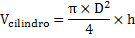 V_cilindro = (π × D²)/4 × h